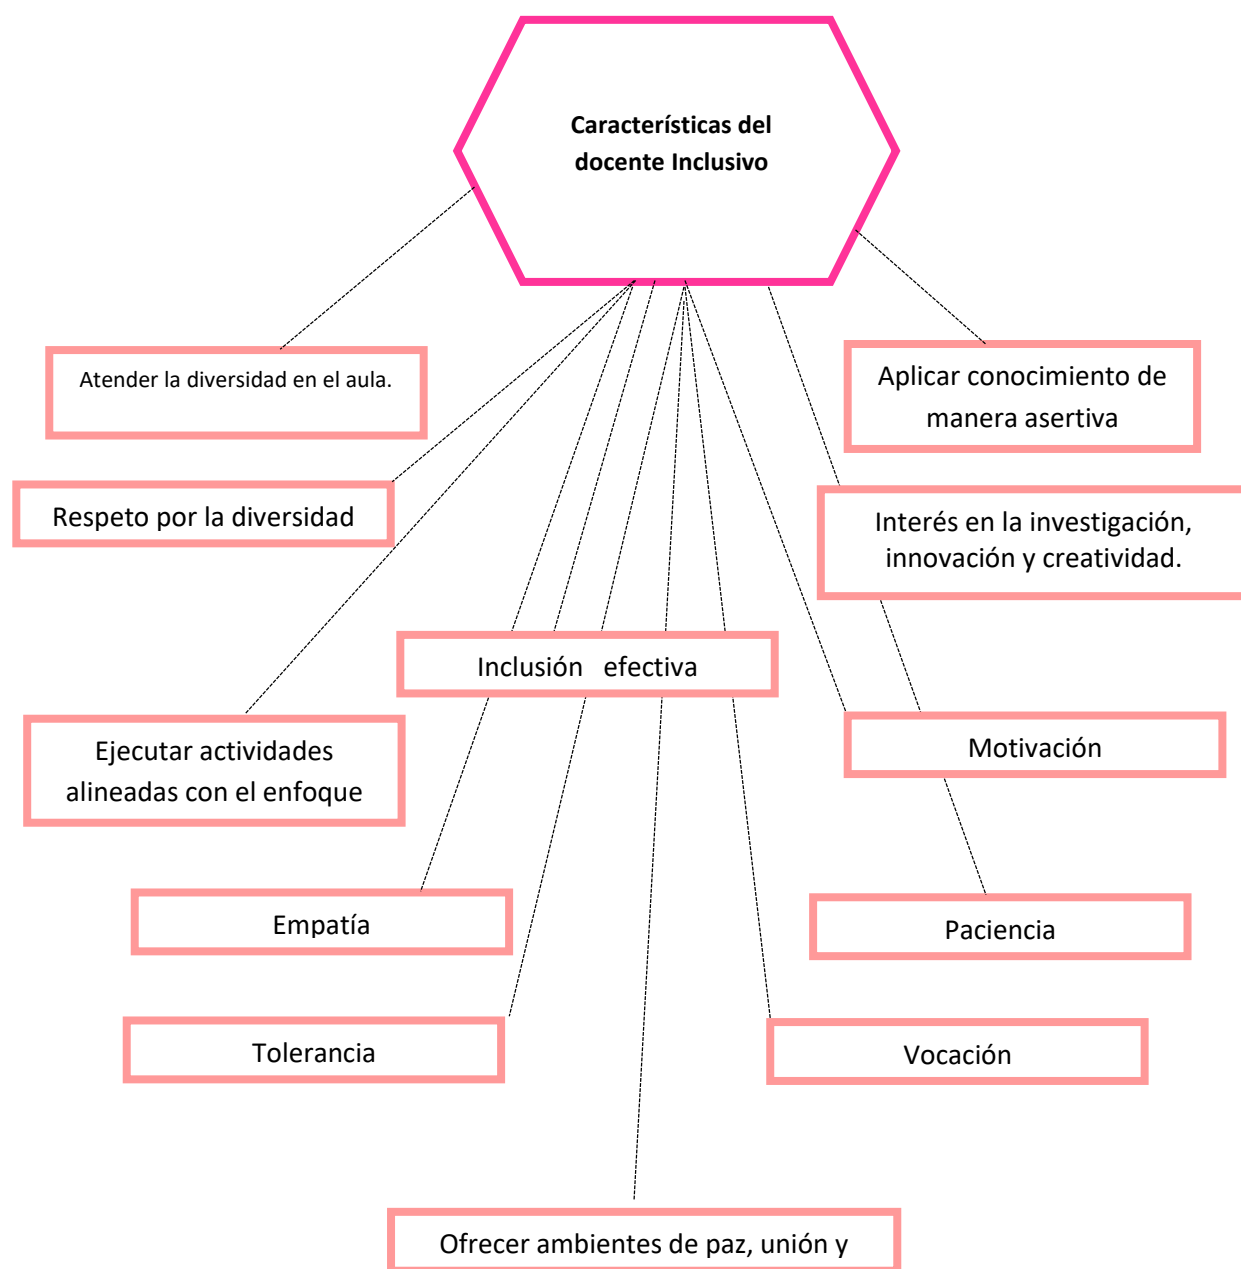 Características del
docente Inclusivo
Atender la diversidad en el aula.
Aplicar conocimiento de
manera asertiva
Respeto por la diversidad
Interés en la investigación,
innovación y creatividad.
Inclusión efectiva
Ejecutar actividades
alineadas con el enfoque
Motivación
Empatía
Paciencia
Tolerancia
Vocación
Ofrecer ambientes de paz, unión y